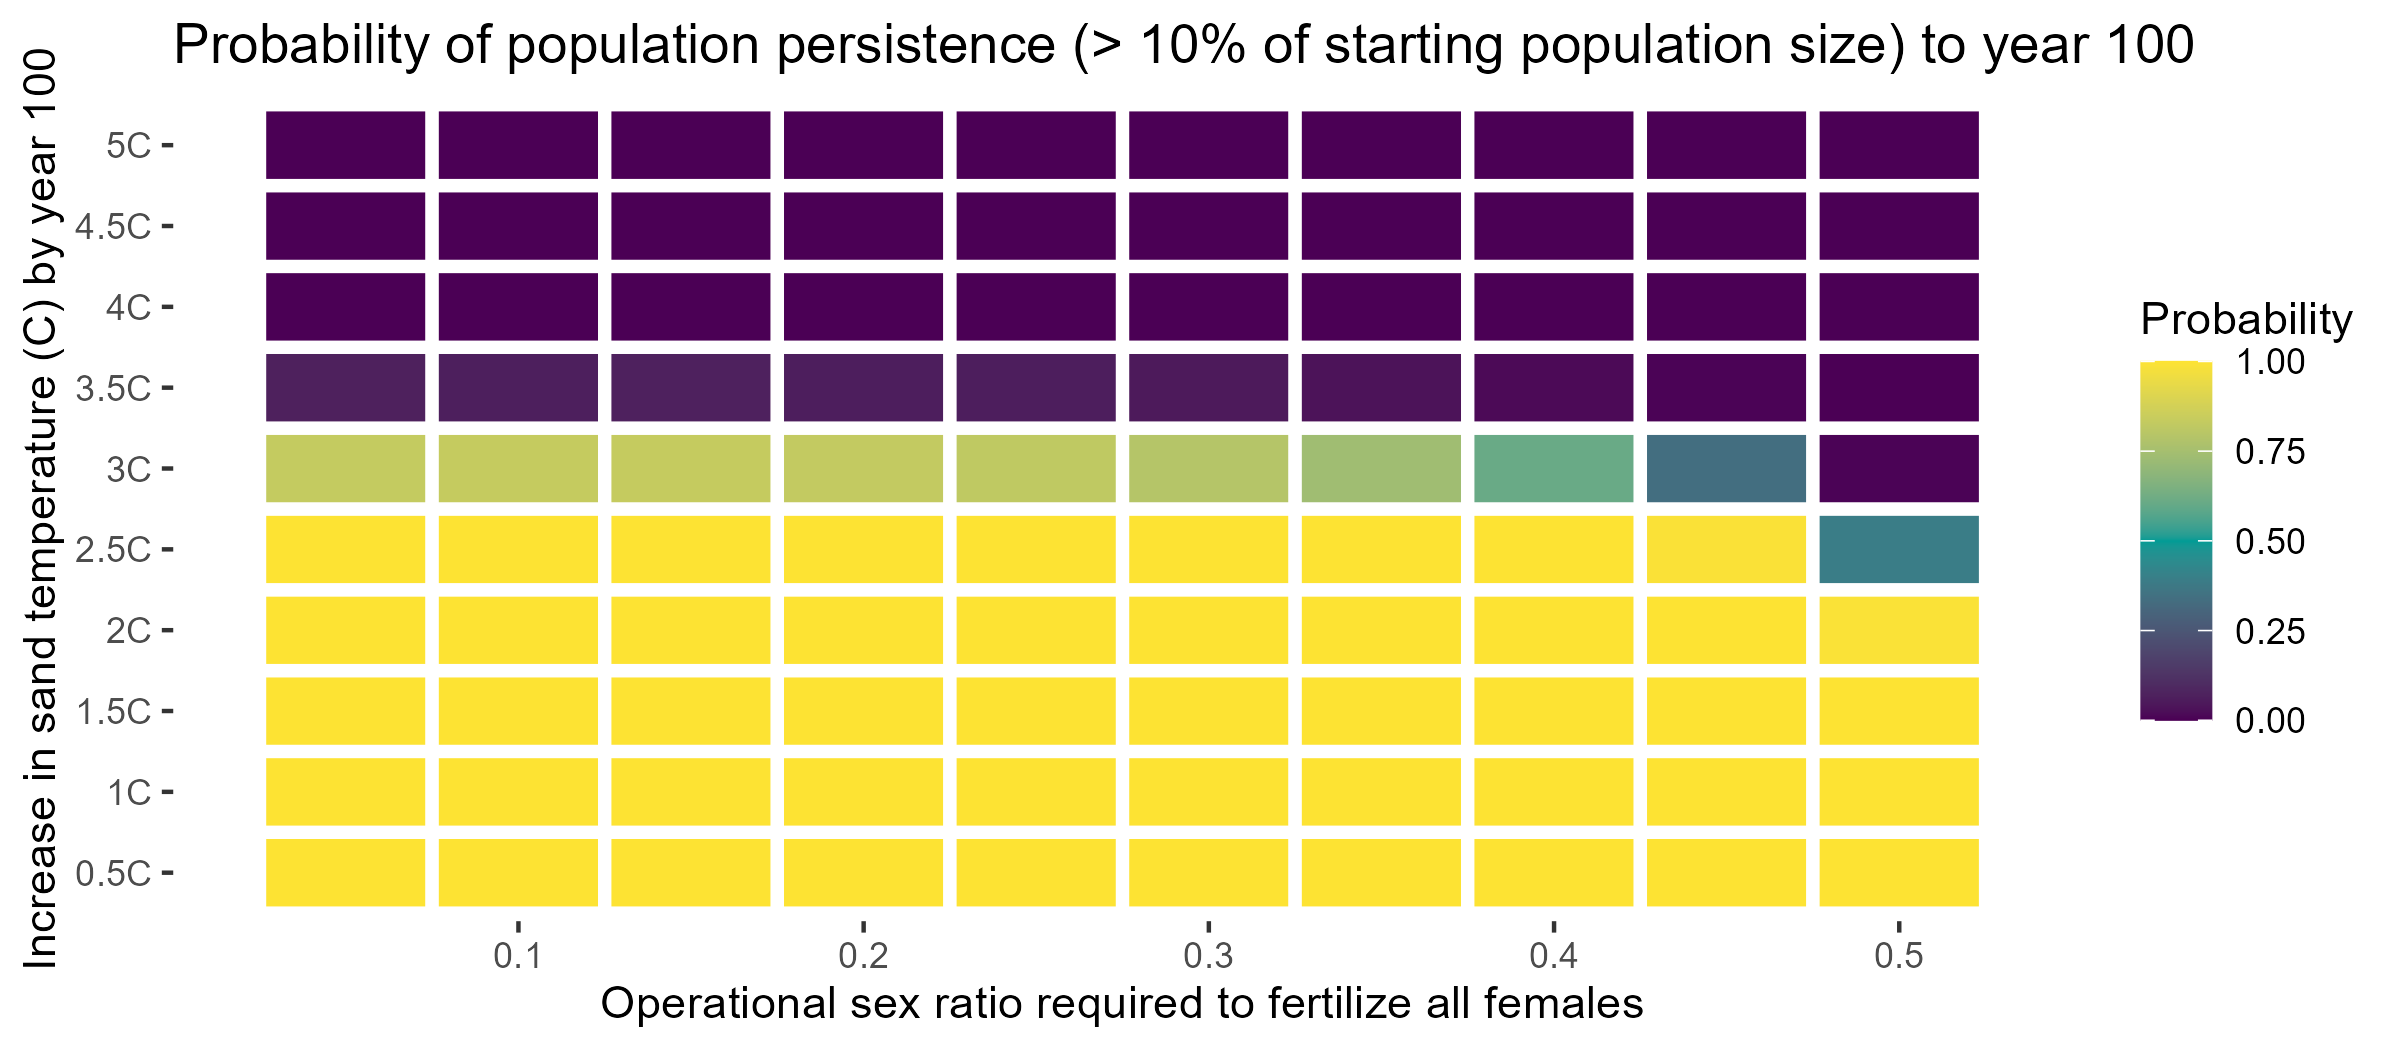 Probability of population persistence (> 10% of starting population size) to year 100
Increase in sand temperature (C) by year 100
5C
4.5C
4C
3.5C
3C
2.5C
2C
1.5C
1C
0.5C
0.1
0.2
0.3
0.4
0.5
Operational sex ratio required to fertilize all females
Probability
1.00
0.75
0.50
0.25
0.00